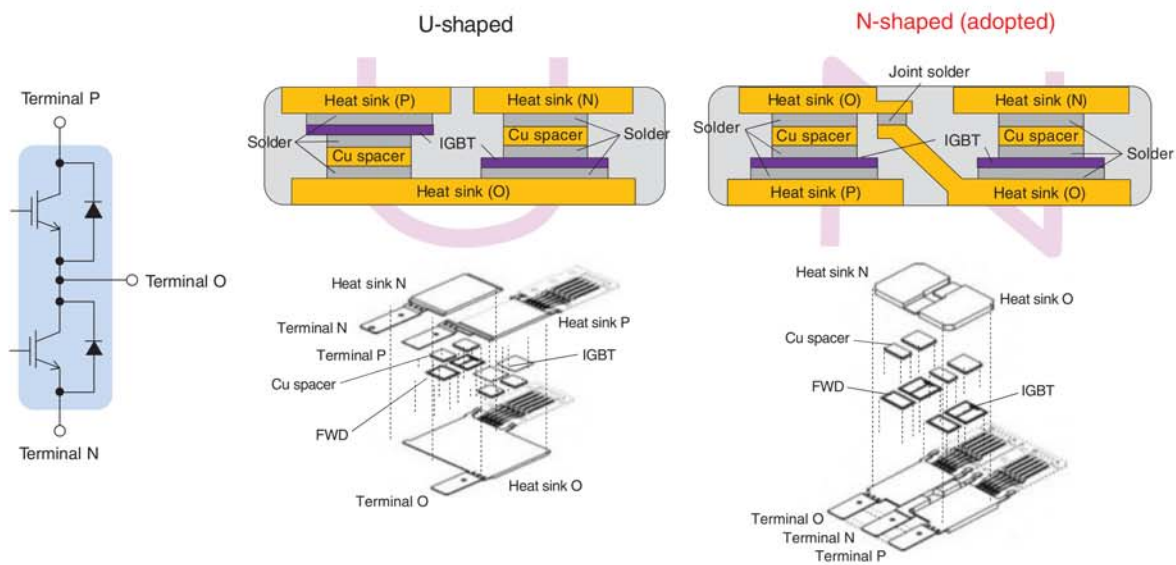 U-shaped
N-shaped (adopted)
Terminal P
Terminal O
Terminal N
Heat sink (P)
Heat sink (N)
Solder
Cu spacer
IGBT
Cu spacer
Solder
Heat sink (O)
Joint solder
Heat sink (O)
Heat sink (N)
Solder
Cu spacer
IGBT
Cu spacer
Solder
Heat sink (P)
Heat sink (O)
Heat sink N
Terminal N
Heat sink P
Terminal P
IGBT
Cu spacer
FWD
Terminal O
Heat sink O
Heat sink N
Heat sink O
Cu spacer
FWD
IGBT
Terminal O
Terminal N
Terminal P